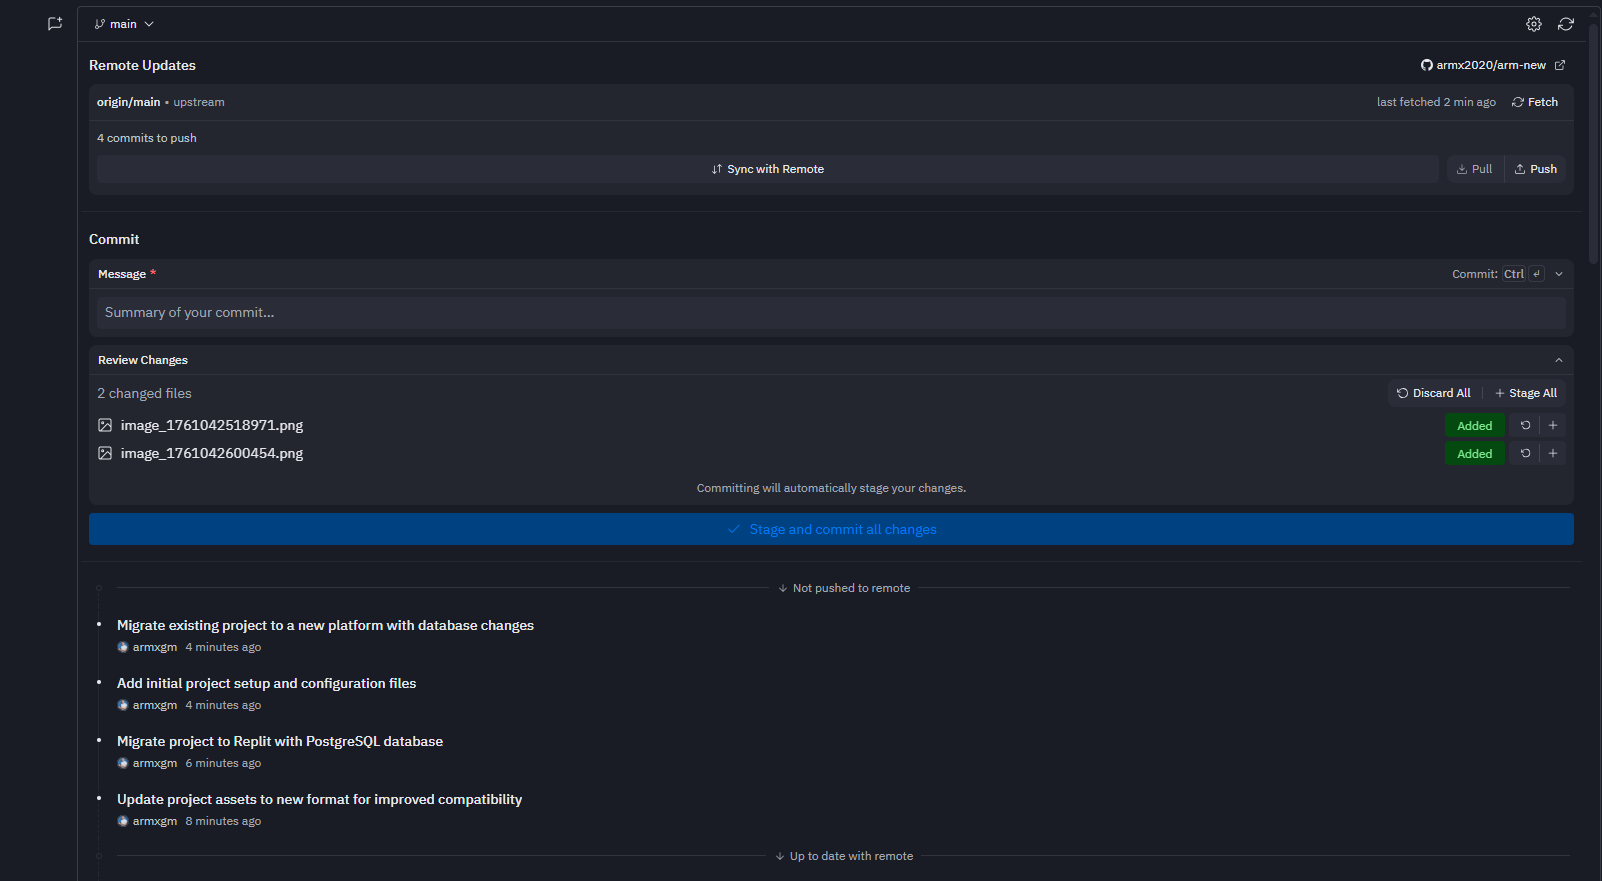 main
Remote Updates
armx2020/arm-new
origin/main • upstream
last fetched 2 min ago
Fetch
4 commits to push
Sync with Remote
Pull
Push
Commit
Message *
Commit: Ctrl ↵
Summary of your commit...
Review Changes
2 changed files
Discard All
+ Stage All
image_1761042518971.png
Added
image_1761042600454.png
Added
Committing will automatically stage your changes.
Stage and commit all changes
↓ Not pushed to remote
Migrate existing project to a new platform with database changes
armxgm 4 minutes ago
Add initial project setup and configuration files
armxgm 4 minutes ago
Migrate project to Replit with PostgreSQL database
armxgm 6 minutes ago
Update project assets to new format for improved compatibility
armxgm 8 minutes ago
↓ Up to date with remote